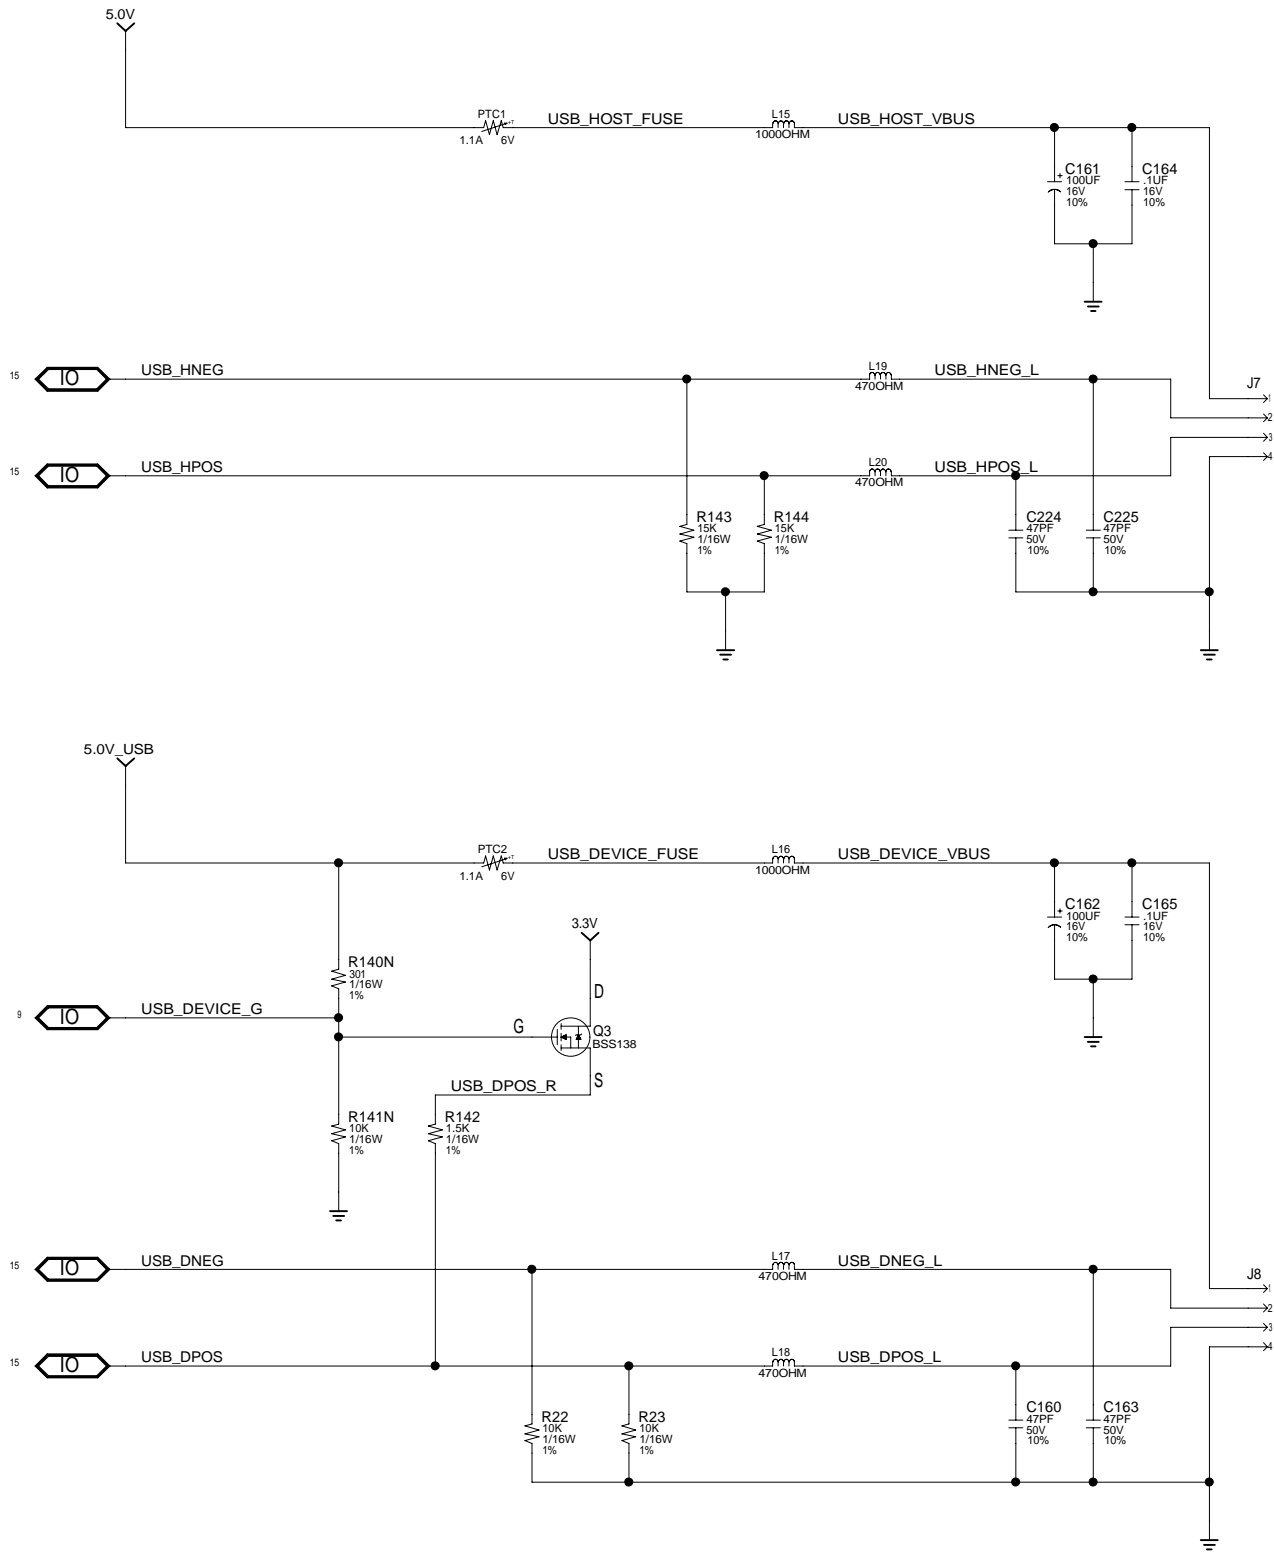 5.0V
PTC1
1.1A 6V
USB_HOST_FUSE
L15
1000OHM
USB_HOST_VBUS
C161
100UF
16V
10%
C164
.1UF
16V
10%
15 IO USB_HNEG
L19
470OHM
USB_HNEG_L
J7
1
2
3
4
15 IO USB_HPOS
L20
470OHM
USB_HPOS_L
R143
15K
1/16W
1%
R144
15K
1/16W
1%
C224
47PF
50V
10%
C225
47PF
50V
10%
5.0V_USB
PTC2
1.1A 6V
USB_DEVICE_FUSE
L16
1000OHM
USB_DEVICE_VBUS
C162
100UF
16V
10%
C165
.1UF
16V
10%
3.3V
R140N
301
1/16W
1%
D
9 IO USB_DEVICE_G
G
Q3
BSS138
S
USB_DPOS_R
R141N
10K
1/16W
1%
R142
1.5K
1/16W
1%
15 IO USB_DNEG
L17
470OHM
USB_DNEG_L
J8
1
2
3
4
15 IO USB_DPOS
L18
470OHM
USB_DPOS_L
R22
10K
1/16W
1%
R23
10K
1/16W
1%
C160
47PF
50V
10%
C163
47PF
50V
10%